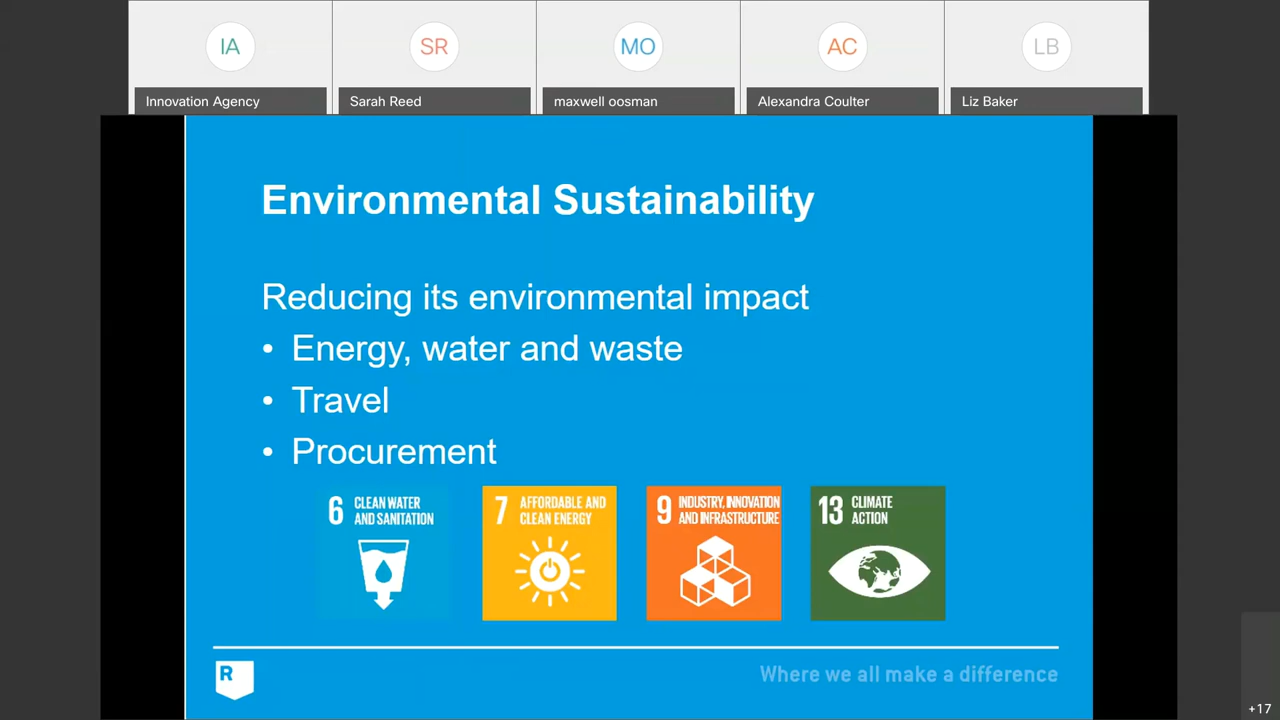 IA
SR
MO
AC
LB
Innovation Agency
Sarah Reed
maxwell oosman
Alexandra Coulter
Liz Baker
Environmental Sustainability
Reducing its environmental impact
• Energy, water and waste
• Travel
• Procurement
6 CLEAN WATER
AND SANITATION
7 AFFORDABLE AND
CLEAN ENERGY
9 INDUSTRY, INNOVATION
AND INFRASTRUCTURE
13 CLIMATE
ACTION
R
Where we all make a difference
+17